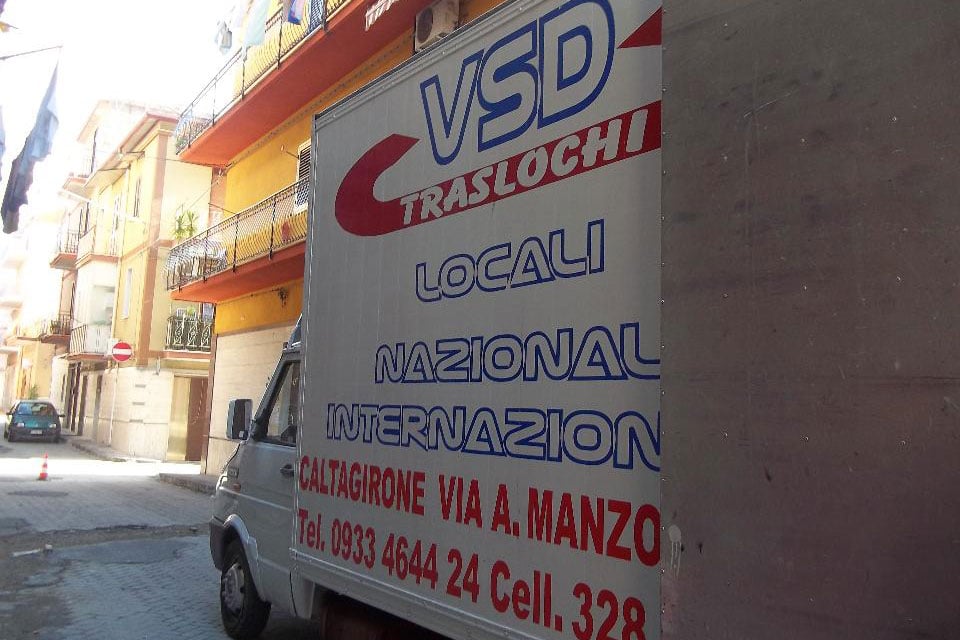 VSD
TRASLOCHI
LOCALI
NAZIONAL
INTERNAZION
CALTAGIRONE VIA A. MANZO
Tel. 0933 4644 24 Cell. 328